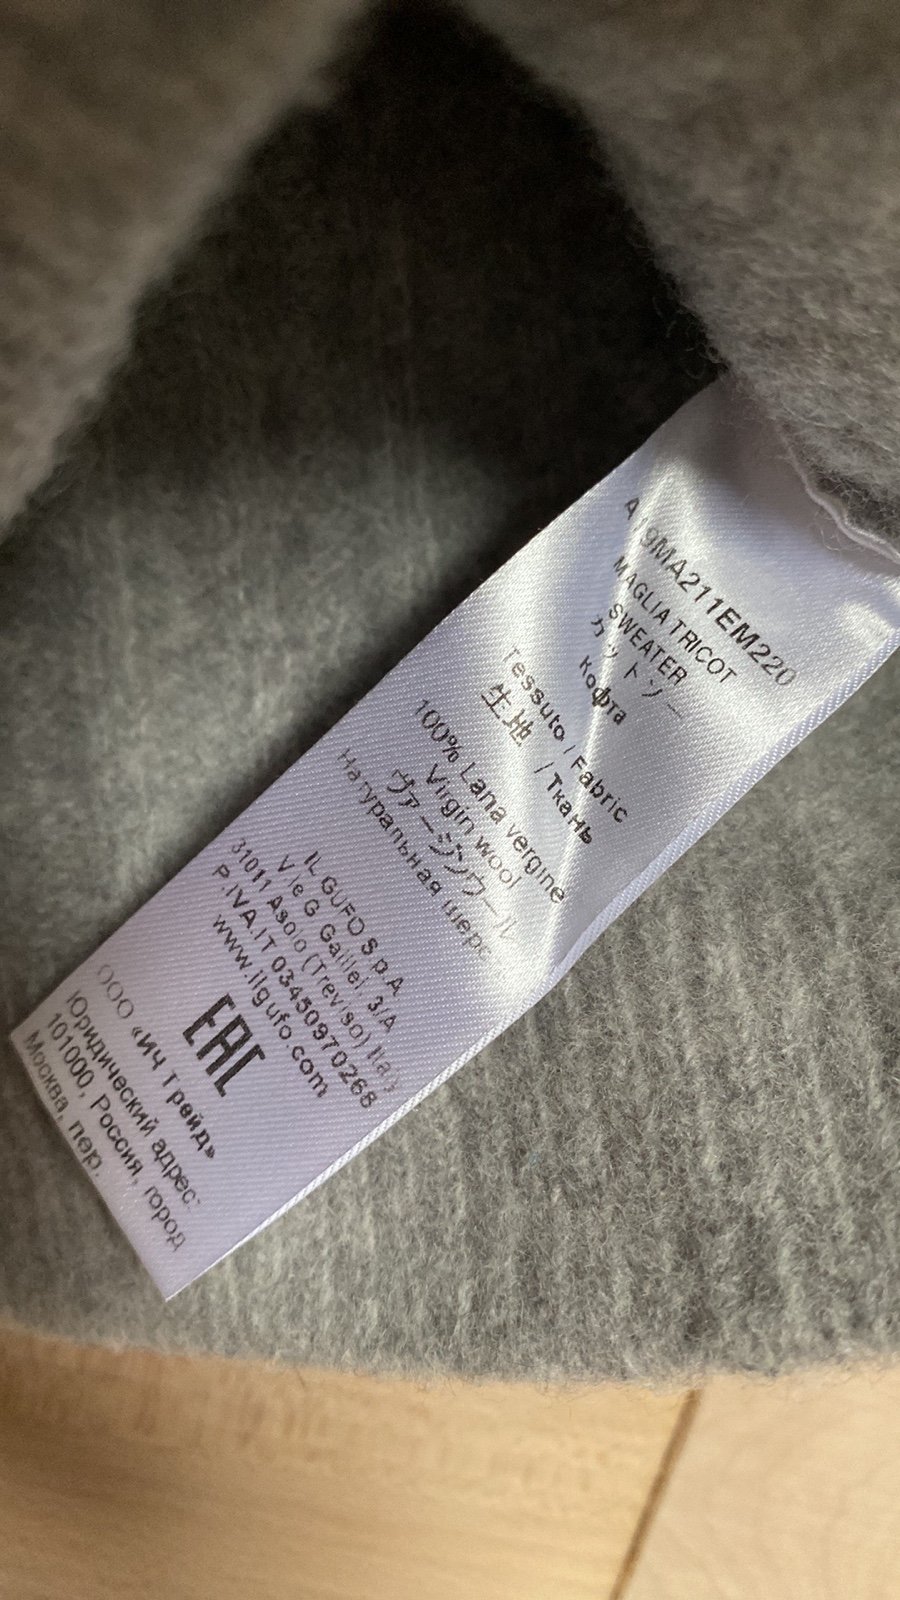 A19MA211EM220
MAGLIA TRICOT
SWEATER
カットソー
Кофта
Tessuto / Fabric
生地 / Ткань
100% Lana vergine
Virgin wool
ヴァージンウール
Натуральная шерс
IL GUFO S.p.A
V.le G Galilei, 3/A
31011 Asolo (Treviso) Italy
P.IVA.IT 03450970268
www.ilgufo.com
EAC
ООО «ИЧ Трейд»
Юридический адрес:
101000, Россия, город
Москва, пер.